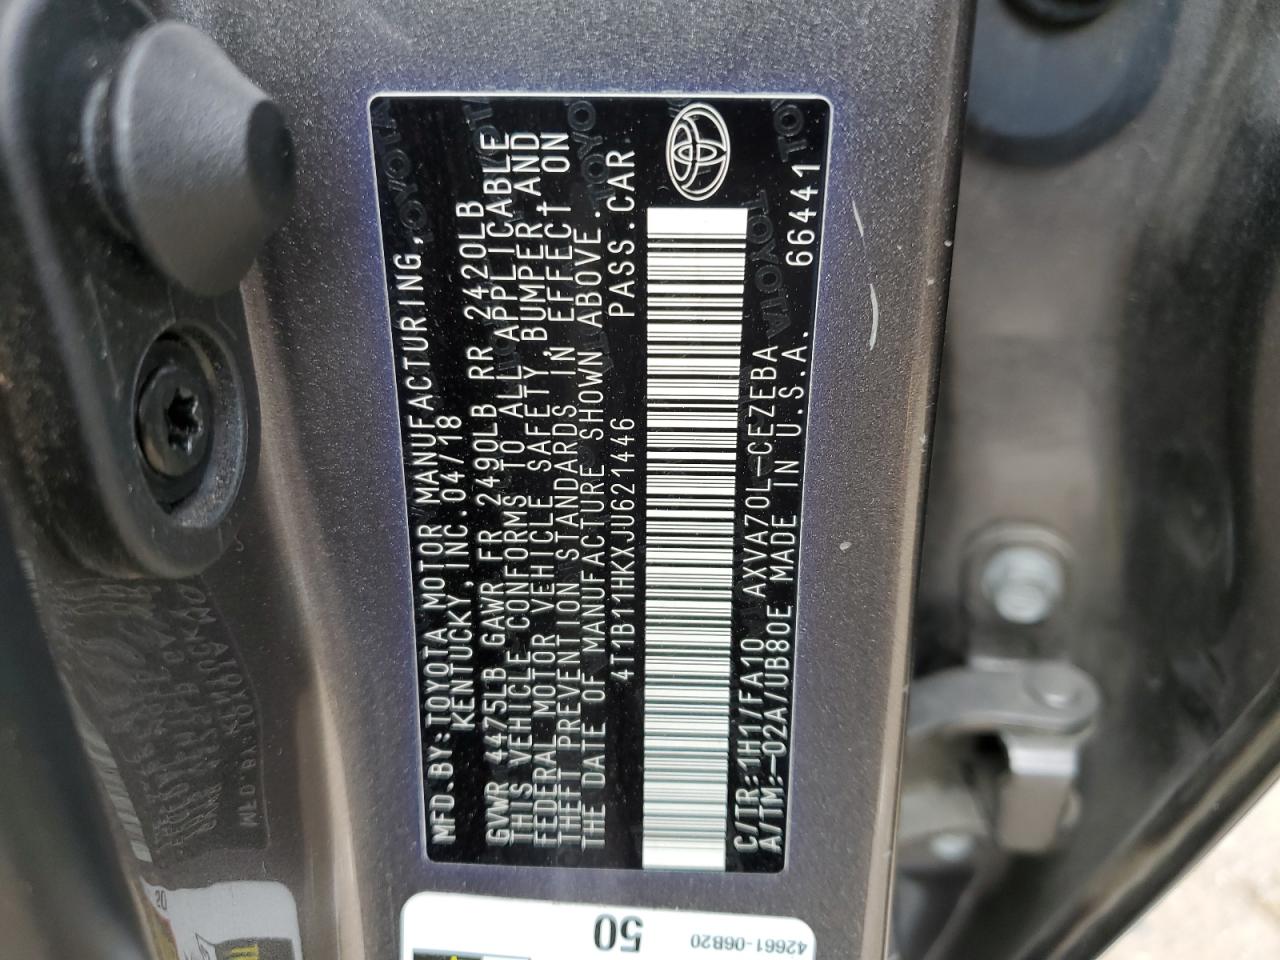 MFD.BY:TOYOTA MOTOR MANUFACTURING,
KENTUCKY, INC. 04/18
GVWR 4475LB GAWR FR 2490LB RR 2420LB
THIS VEHICLE CONFORMS TO ALL APPLICABLE
FEDERAL MOTOR VEHICLE SAFETY, BUMPER, AND
THEFT PREVENTION STANDARDS IN EFFECT ON
THE DATE OF MANUFACTURE SHOWN ABOVE.
4T1B11HKXJU621446 PASS.CAR
C/TR:1H1/FA10 AXVA70L-CEZEBA
A/TM:-02A/UB80E MADE IN U.S.A. 66441
TOYOTA
50
42661-06B20
20